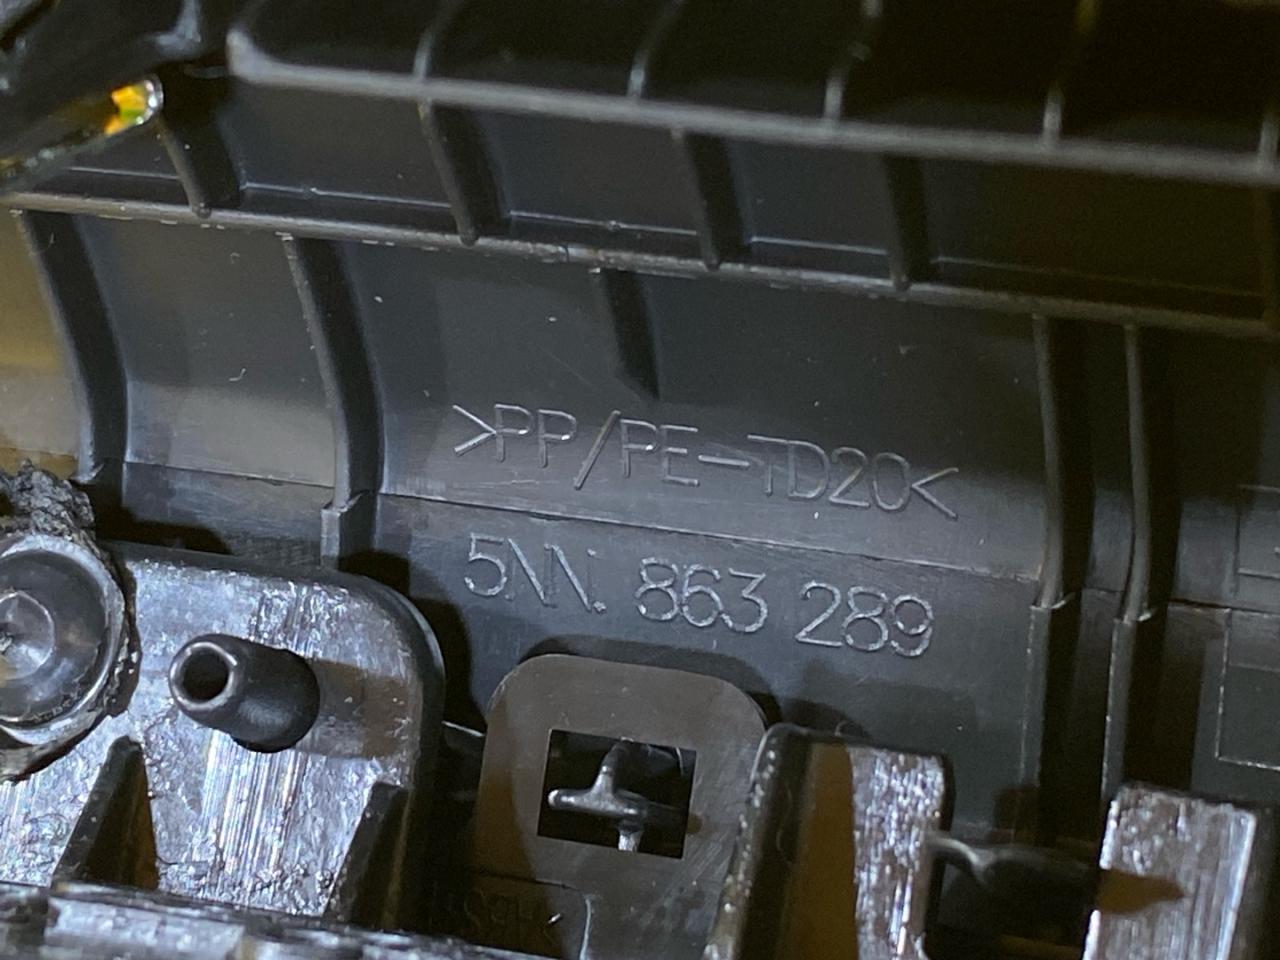 >PP/PE-TD20<
5NN. 863 289